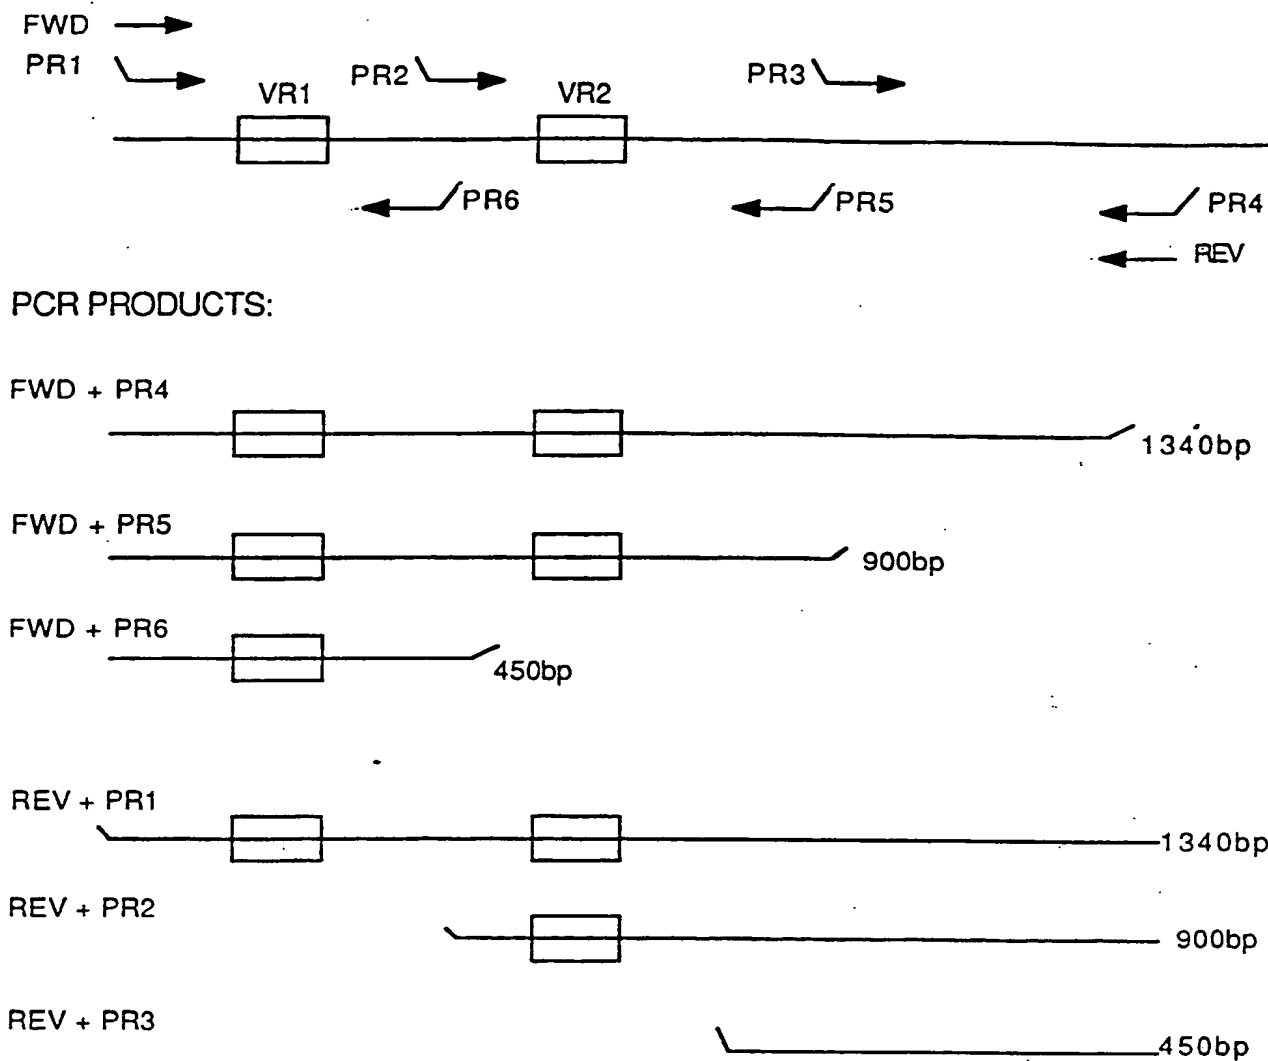 FWD
PR1
VR1
PR2
VR2
PR3
PR6
PR5
PR4
REV
PCR PRODUCTS:
FWD + PR4
1340bp
FWD + PR5
900bp
FWD + PR6
450bp
REV + PR1
1340bp
REV + PR2
900bp
REV + PR3
450bp